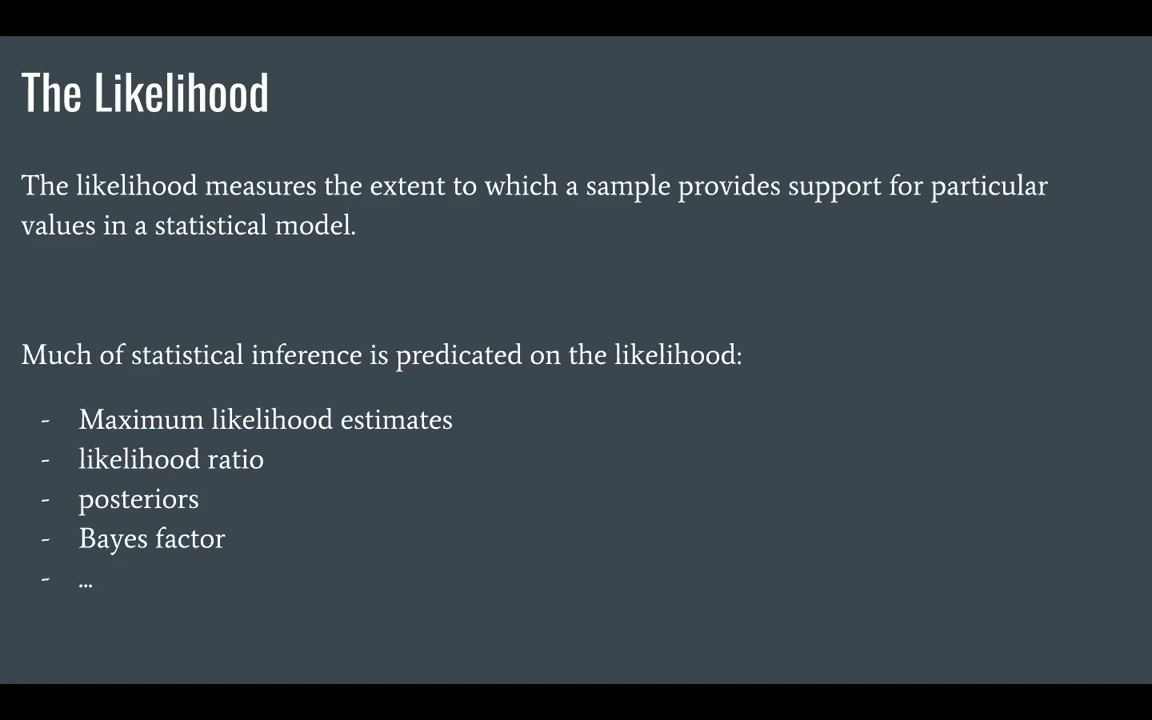 The Likelihood
The likelihood measures the extent to which a sample provides support for particular
values in a statistical model.
Much of statistical inference is predicated on the likelihood:
- Maximum likelihood estimates
- likelihood ratio
- posteriors
- Bayes factor
- …